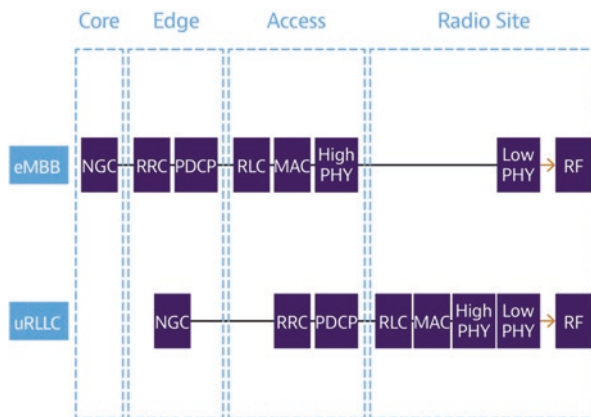 Core Edge Access Radio Site
eMBB NGC RRC PDCP RLC MAC High PHY Low PHY RF
uRLLC NGC RRC PDCP RLC MAC High PHY Low PHY RF